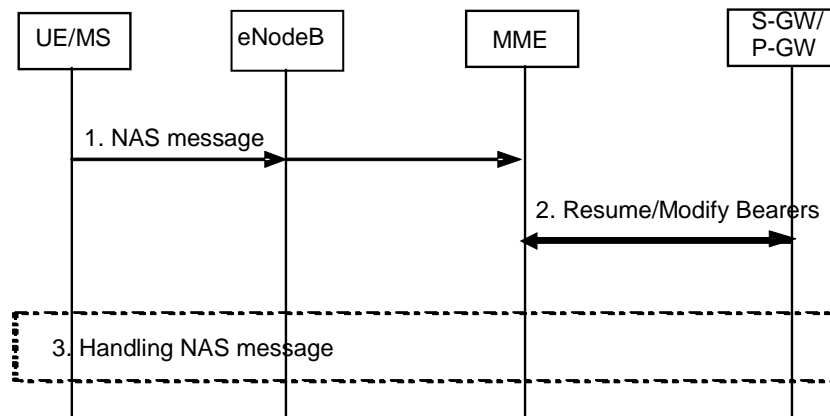 UE/MS
eNodeB
MME
S-GW/
P-GW
1. NAS message
2. Resume/Modify Bearers
3. Handling NAS message